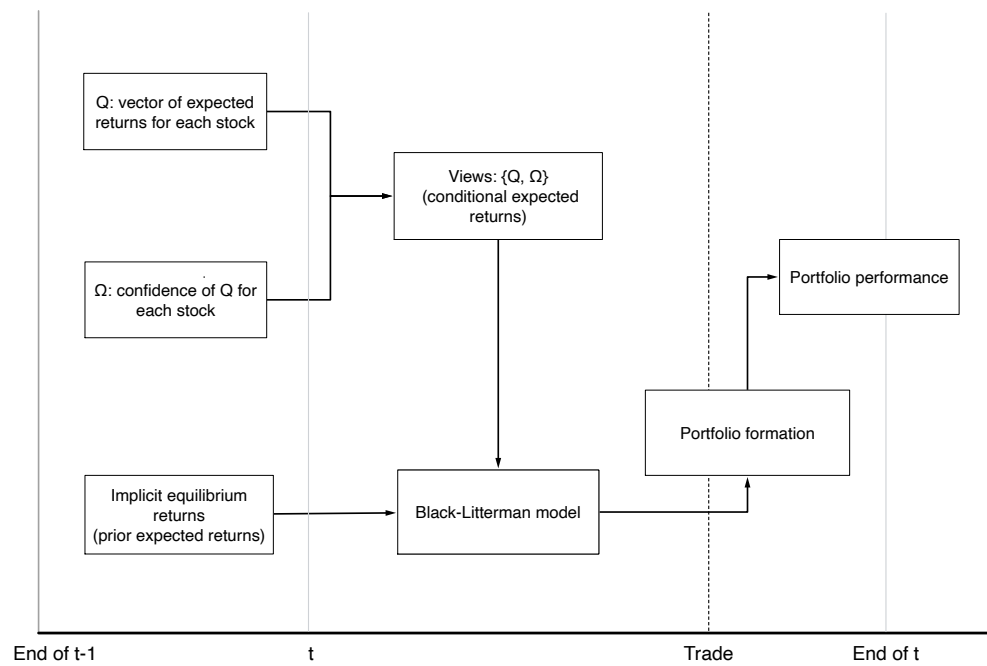 Q: vector of expected
returns for each stock
Views: {Q, Ω}
(conditional expected
returns)
Ω: confidence of Q for
each stock
Portfolio performance
Portfolio formation
Implicit equilibrium
returns
(prior expected returns)
Black-Litterman model
End of t-1
t
Trade
End of t